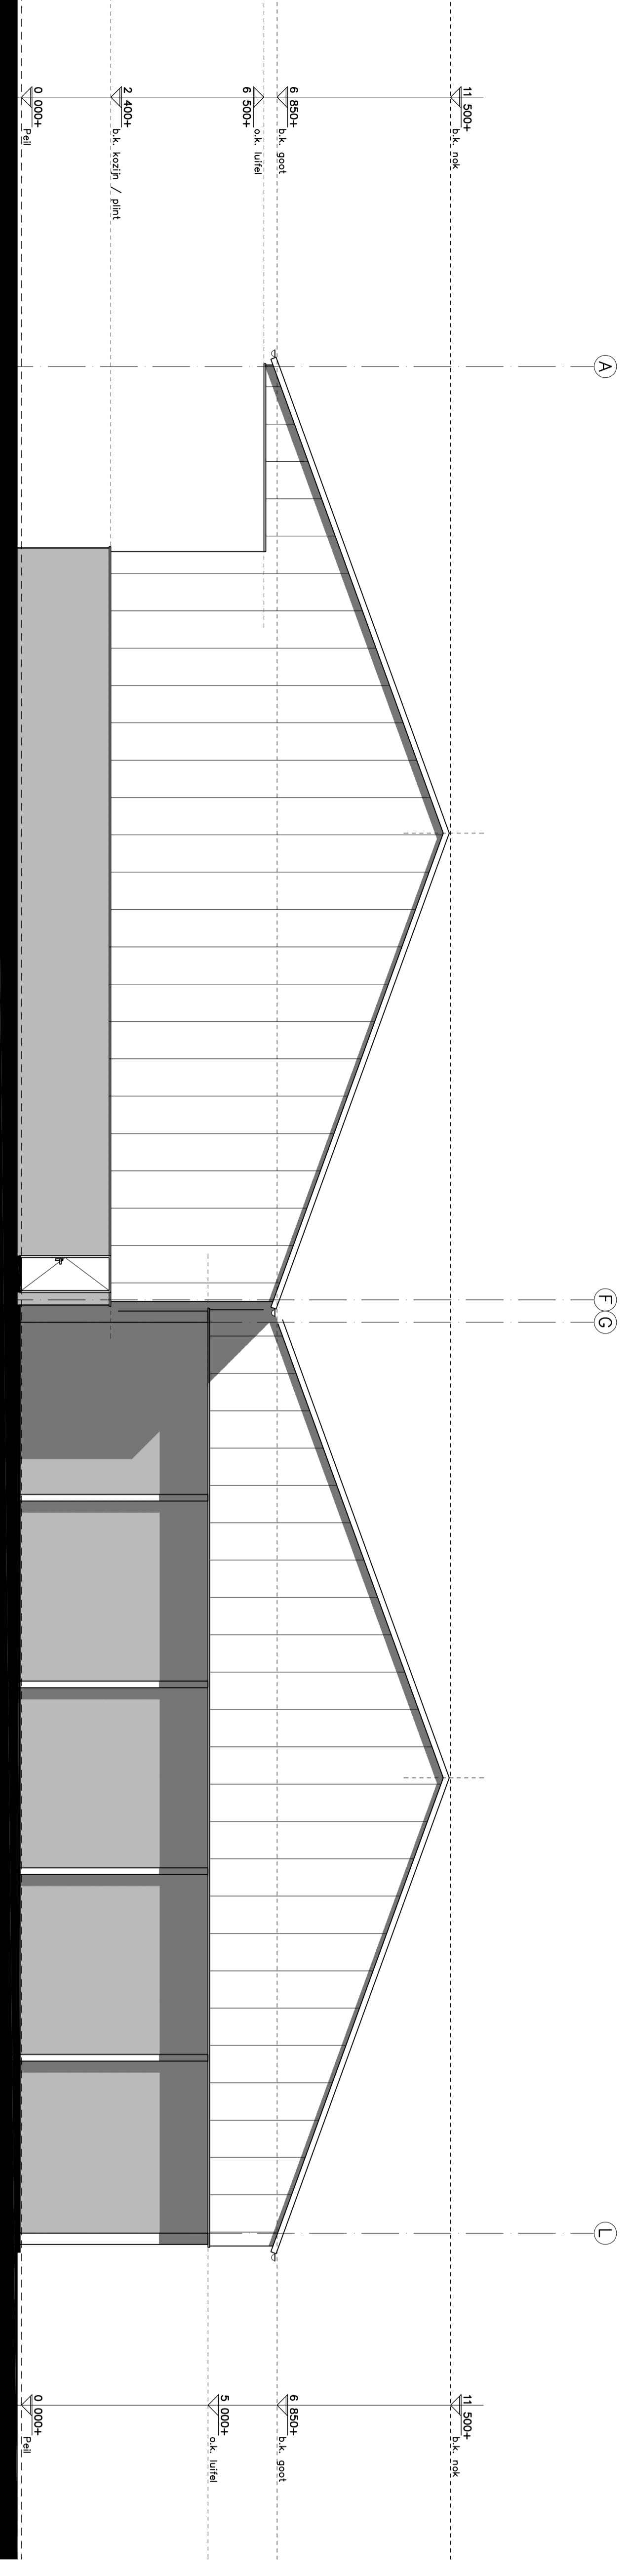 A
F
G
L
11 500+
b.k. nok
6 850+
b.k. goot
6 500+
o.k. luifel
2 400+
b.k. kozijn / plint
0 000+
Peil
11 500+
b.k. nok
6 850+
b.k. goot
5 000+
o.k. luifel
0 000+
Peil